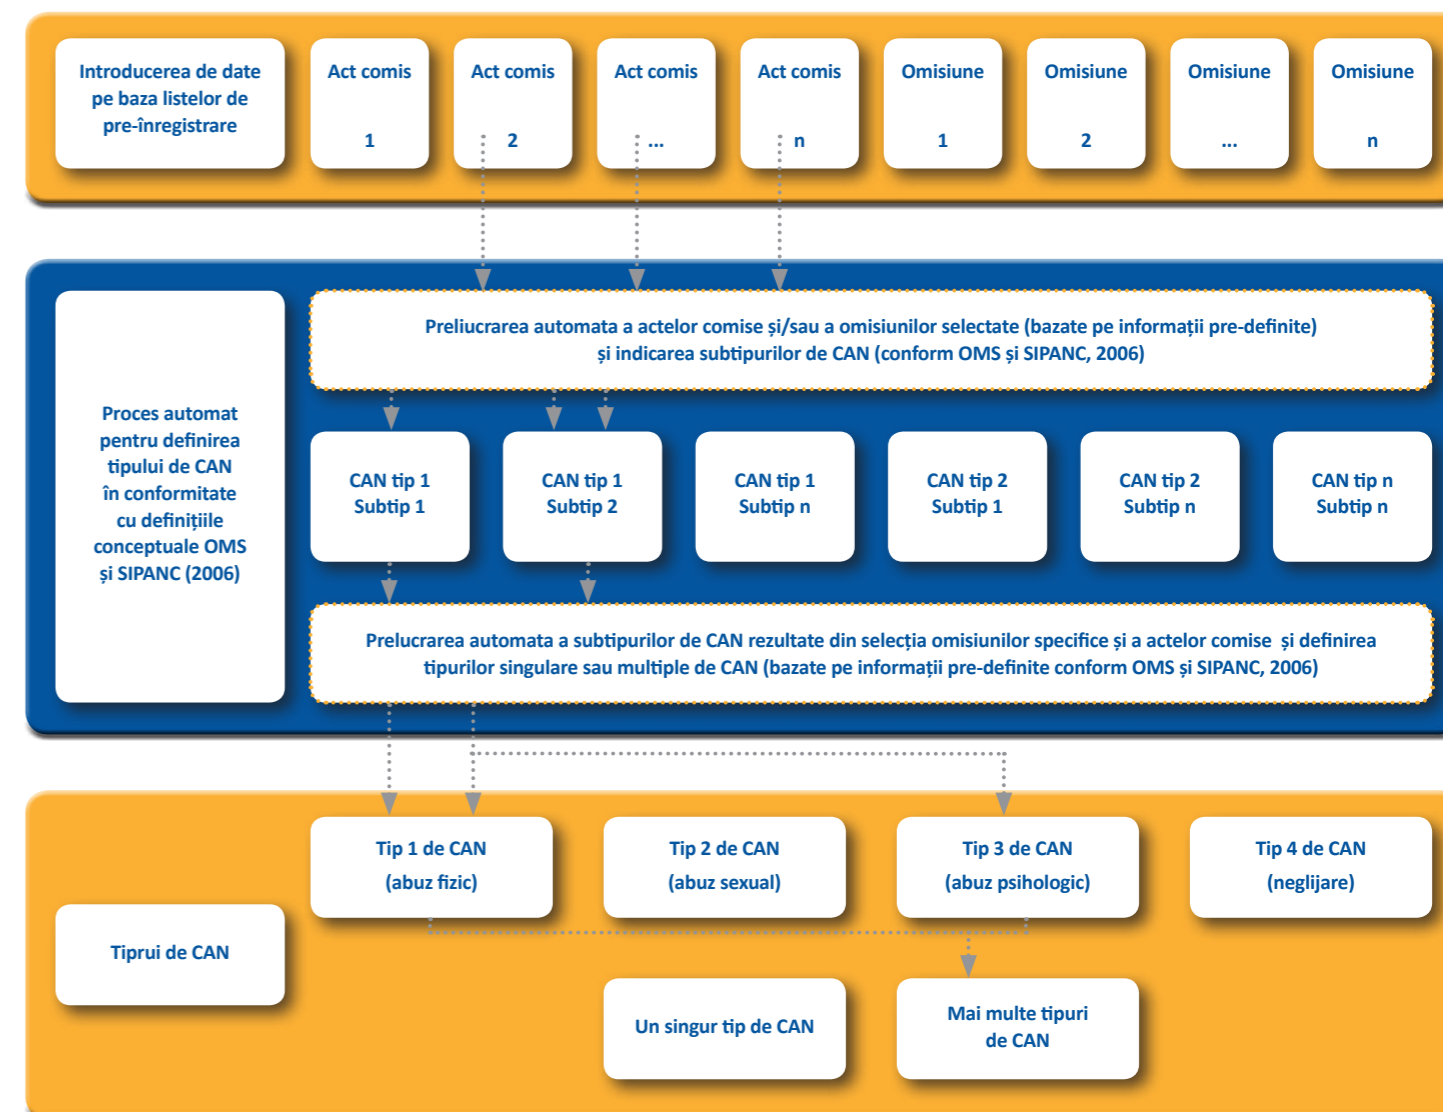 Introducerea de date
pe baza listelor de
pre-înregistrare
Act comis
1
Act comis
2
Act comis
...
Act comis
n
Omisiune
1
Omisiune
2
Omisiune
...
Omisiune
n
Proces automat
pentru definirea
tipului de CAN
în conformitate
cu definițiile
conceptuale OMS
și SIPANC (2006)
Preliucrarea automata a actelor comise și/sau a omisiunilor selectate (bazate pe informații pre-definite)
și indicarea subtipurilor de CAN (conform OMS și SIPANC, 2006)
CAN tip 1
Subtip 1
CAN tip 1
Subtip 2
CAN tip 1
Subtip n
CAN tip 2
Subtip 1
CAN tip 2
Subtip n
CAN tip n
Subtip n
Prelucrarea automata a subtipurilor de CAN rezultate din selecția omisiunilor specifice și a actelor comise și definirea
tipurilor singulare sau multiple de CAN (bazate pe informații pre-definite conform OMS și SIPANC, 2006)
Tiprui de CAN
Tip 1 de CAN
(abuz fizic)
Tip 2 de CAN
(abuz sexual)
Tip 3 de CAN
(abuz psihologic)
Tip 4 de CAN
(neglijare)
Un singur tip de CAN
Mai multe tipuri
de CAN